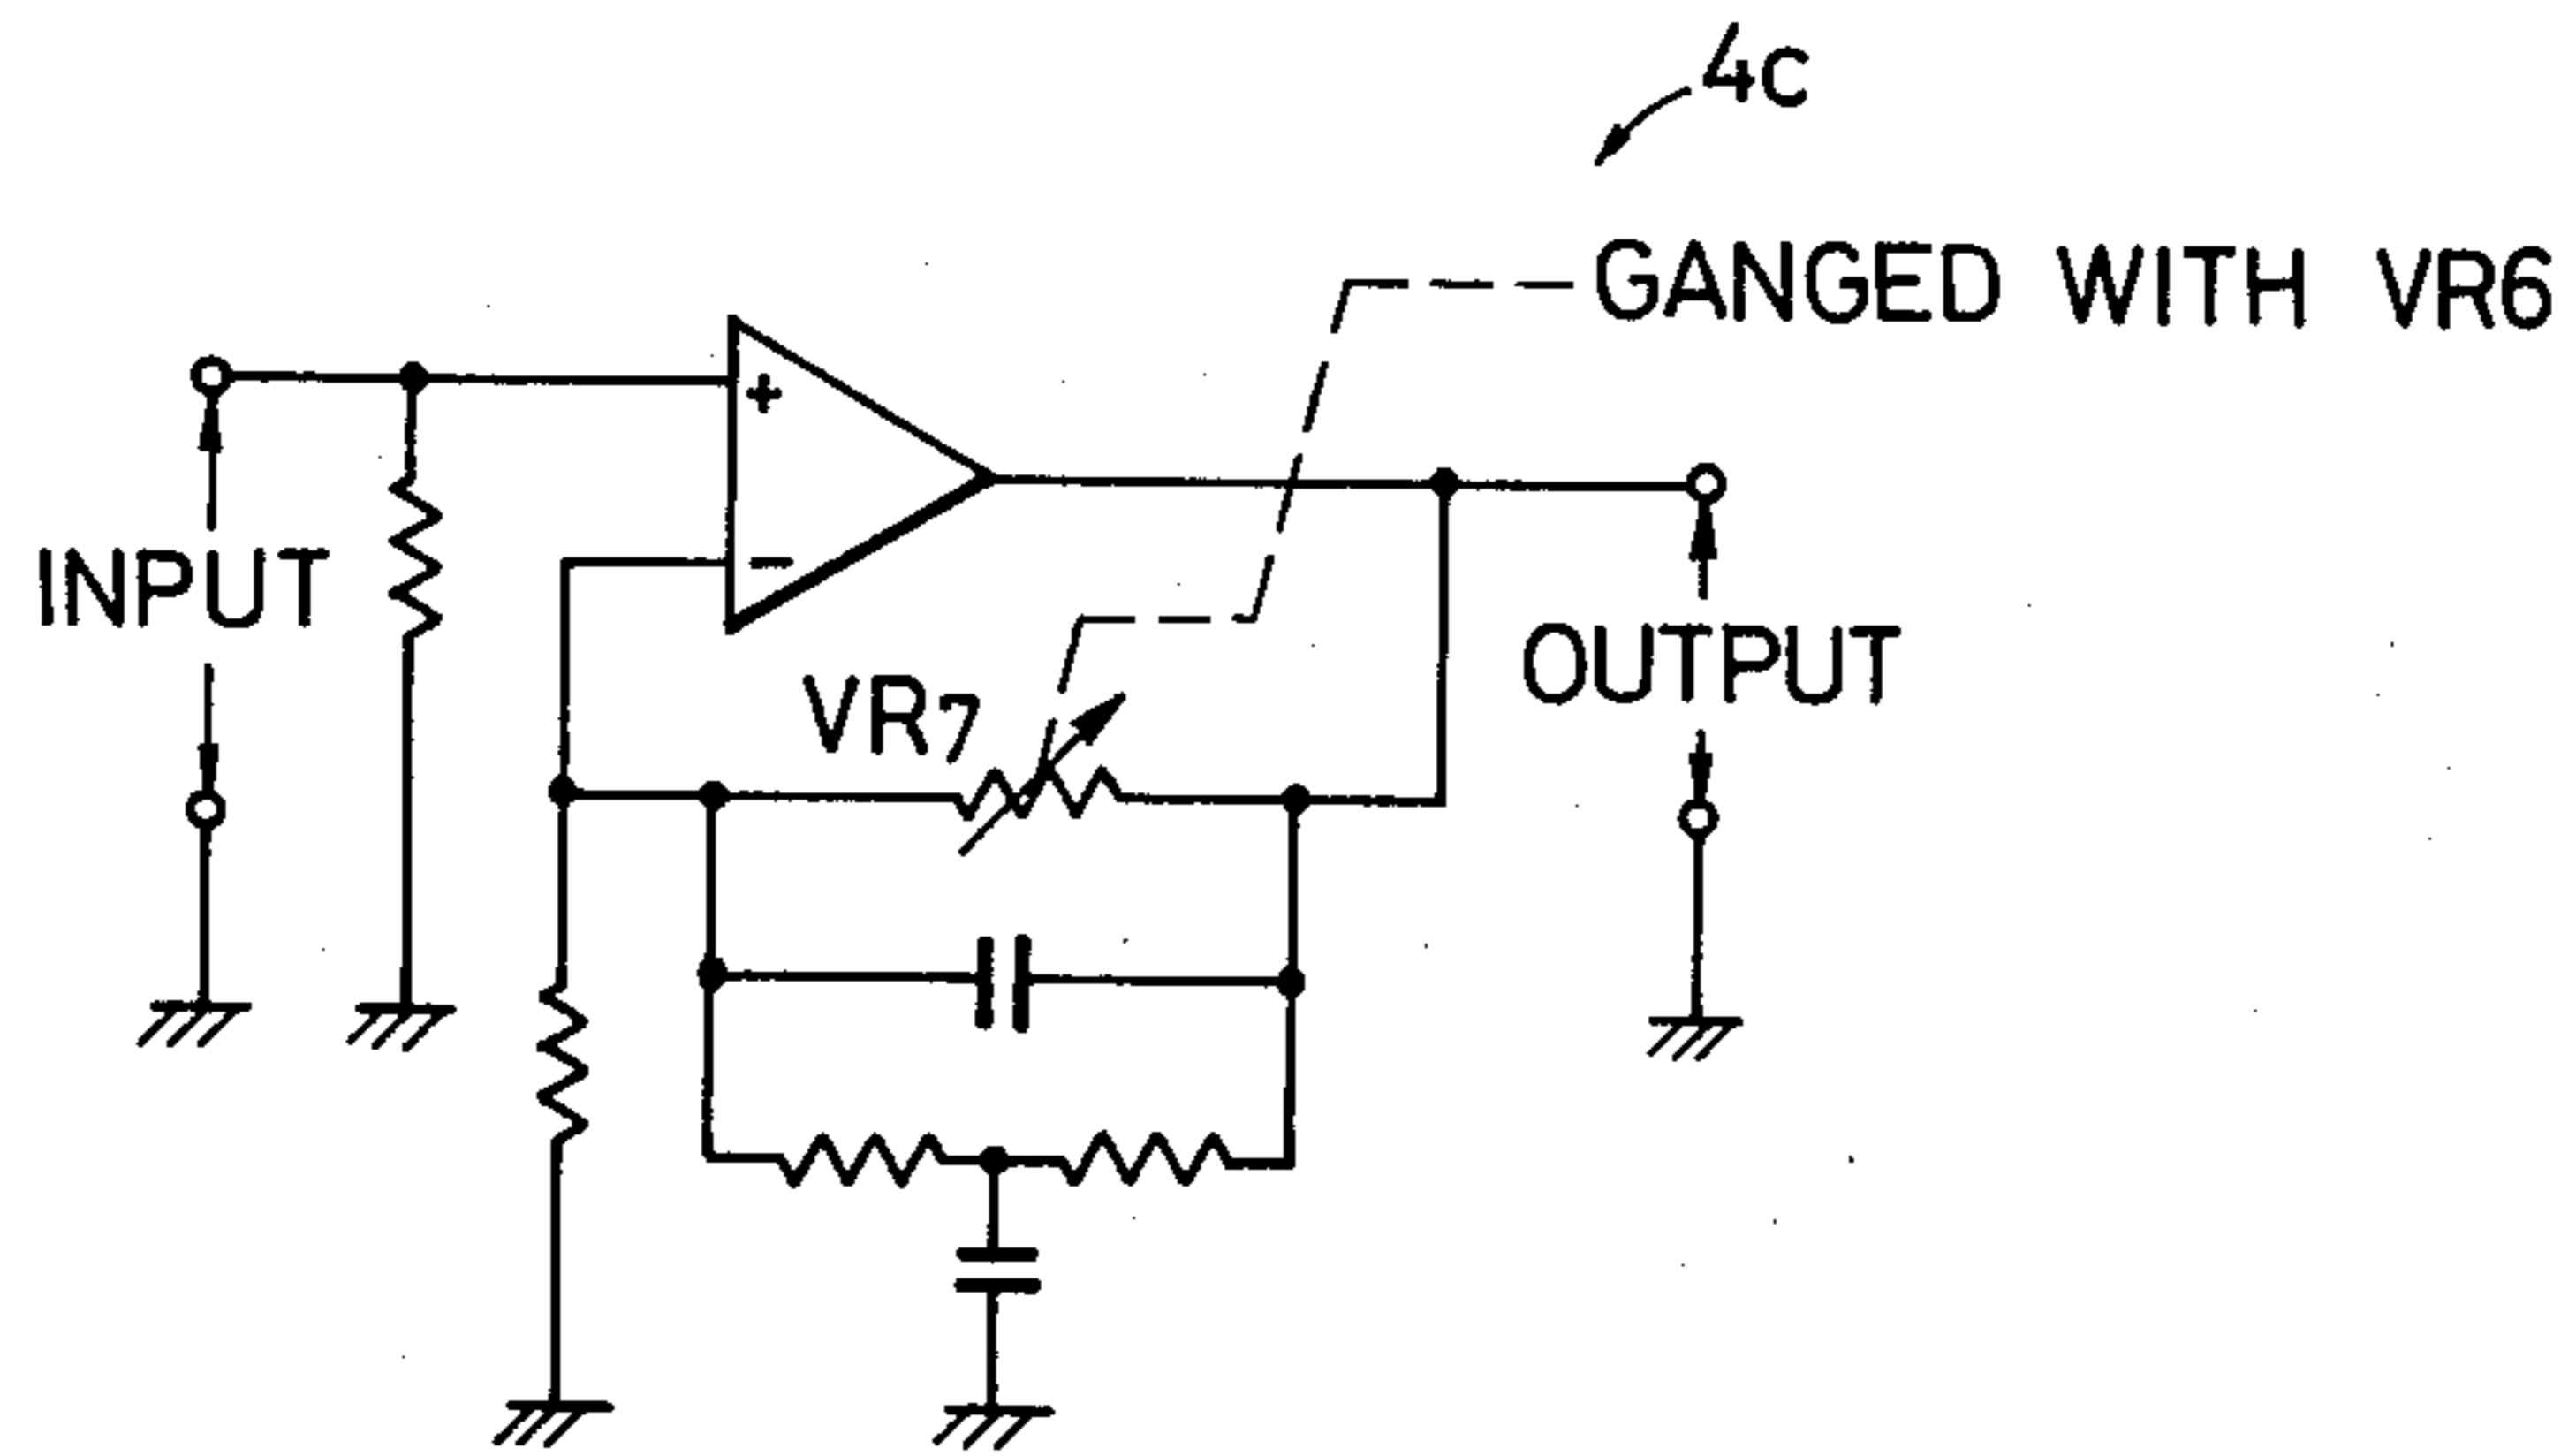 4C
GANGED WITH VR6
+
INPUT
−
OUTPUT
VR7